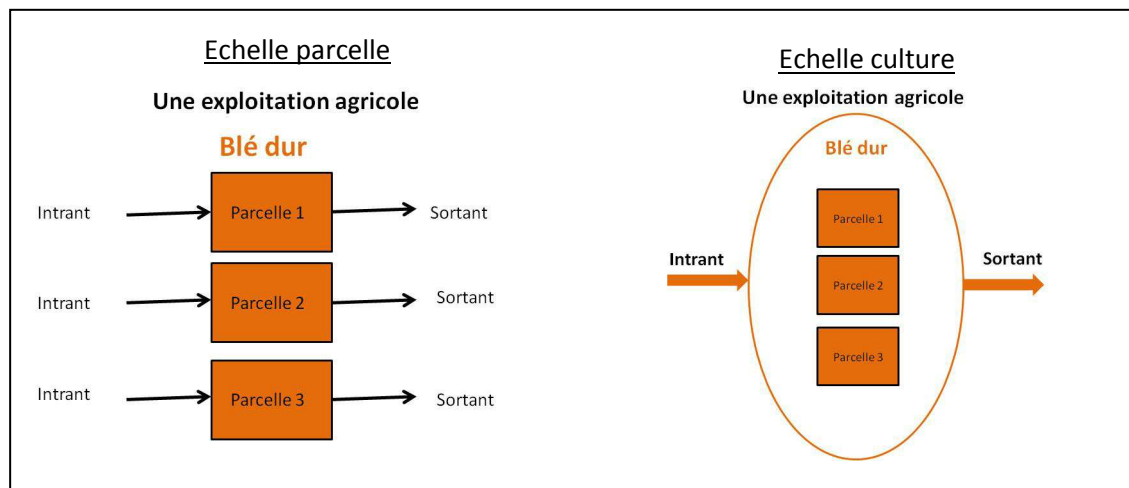 Echelle parcelle
Une exploitation agricole
Blé dur
Intrant
Parcelle 1
Sortant
Intrant
Parcelle 2
Sortant
Intrant
Parcelle 3
Sortant
Echelle culture
Une exploitation agricole
Blé dur
Parcelle 1
Intrant
Parcelle 2
Sortant
Parcelle 3